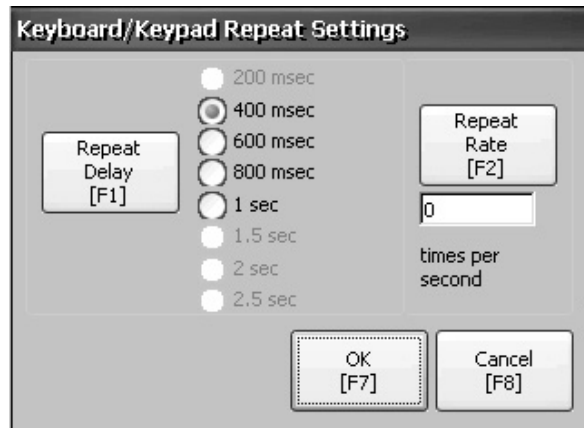 Keyboard/Keypad Repeat Settings
Repeat
Delay
[F1]
200 msec
400 msec
600 msec
800 msec
1 sec
1.5 sec
2 sec
2.5 sec
Repeat
Rate
[F2]
0
times per
second
OK
[F7]
Cancel
[F8]